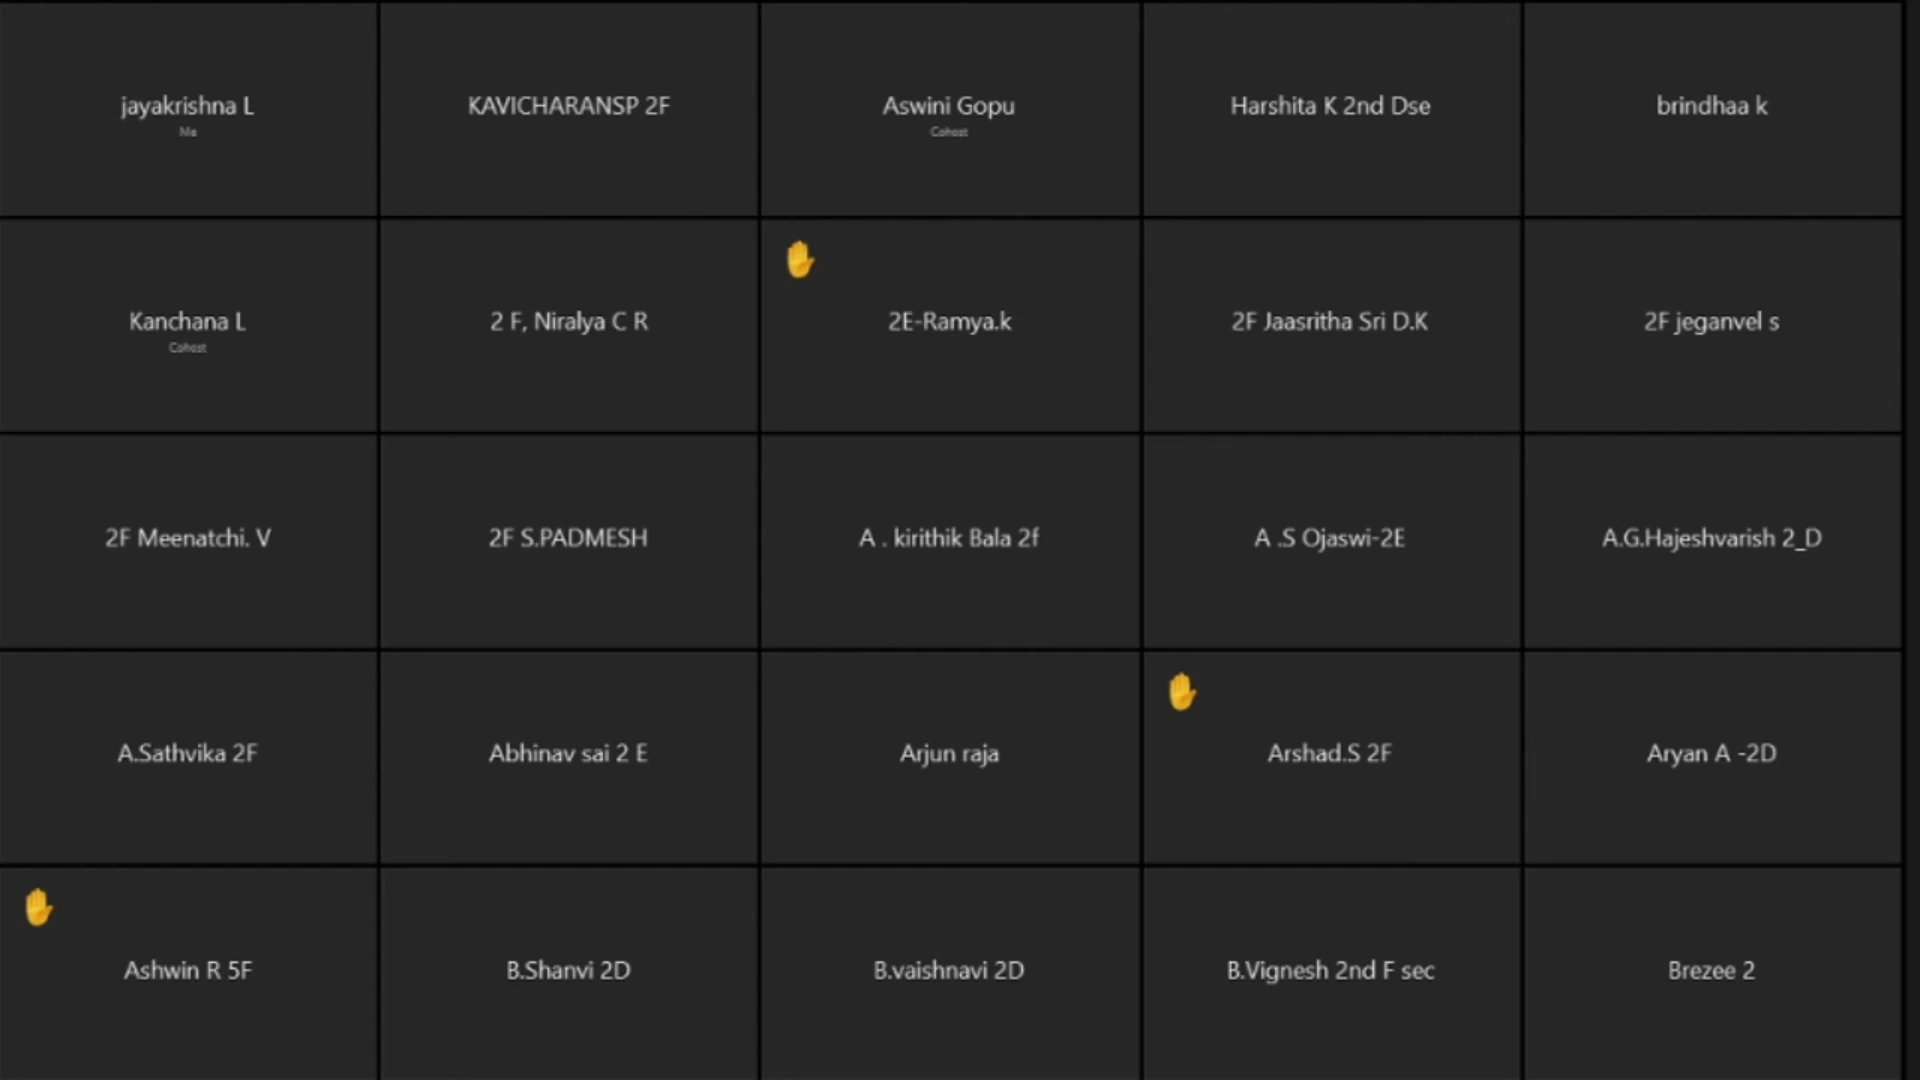 jayakrishna L
Me
KAVICHARANSP 2F
Aswini Gopu
Cohost
Harshita K 2nd Dse
brindhaa k
Kanchana L
Cohost
2 F, Niralya C R
2E-Ramya.k
2F Jaasritha Sri D.K
2F jeganvel s
2F Meenatchi. V
2F S.PADMESH
A . kirithik Bala 2f
A .S Ojaswi-2E
A.G.Hajeshvarish 2_D
A.Sathvika 2F
Abhinav sai 2 E
Arjun raja
Arshad.S 2F
Aryan A -2D
Ashwin R 5F
B.Shanvi 2D
B.vaishnavi 2D
B.Vignesh 2nd F sec
Brezee 2